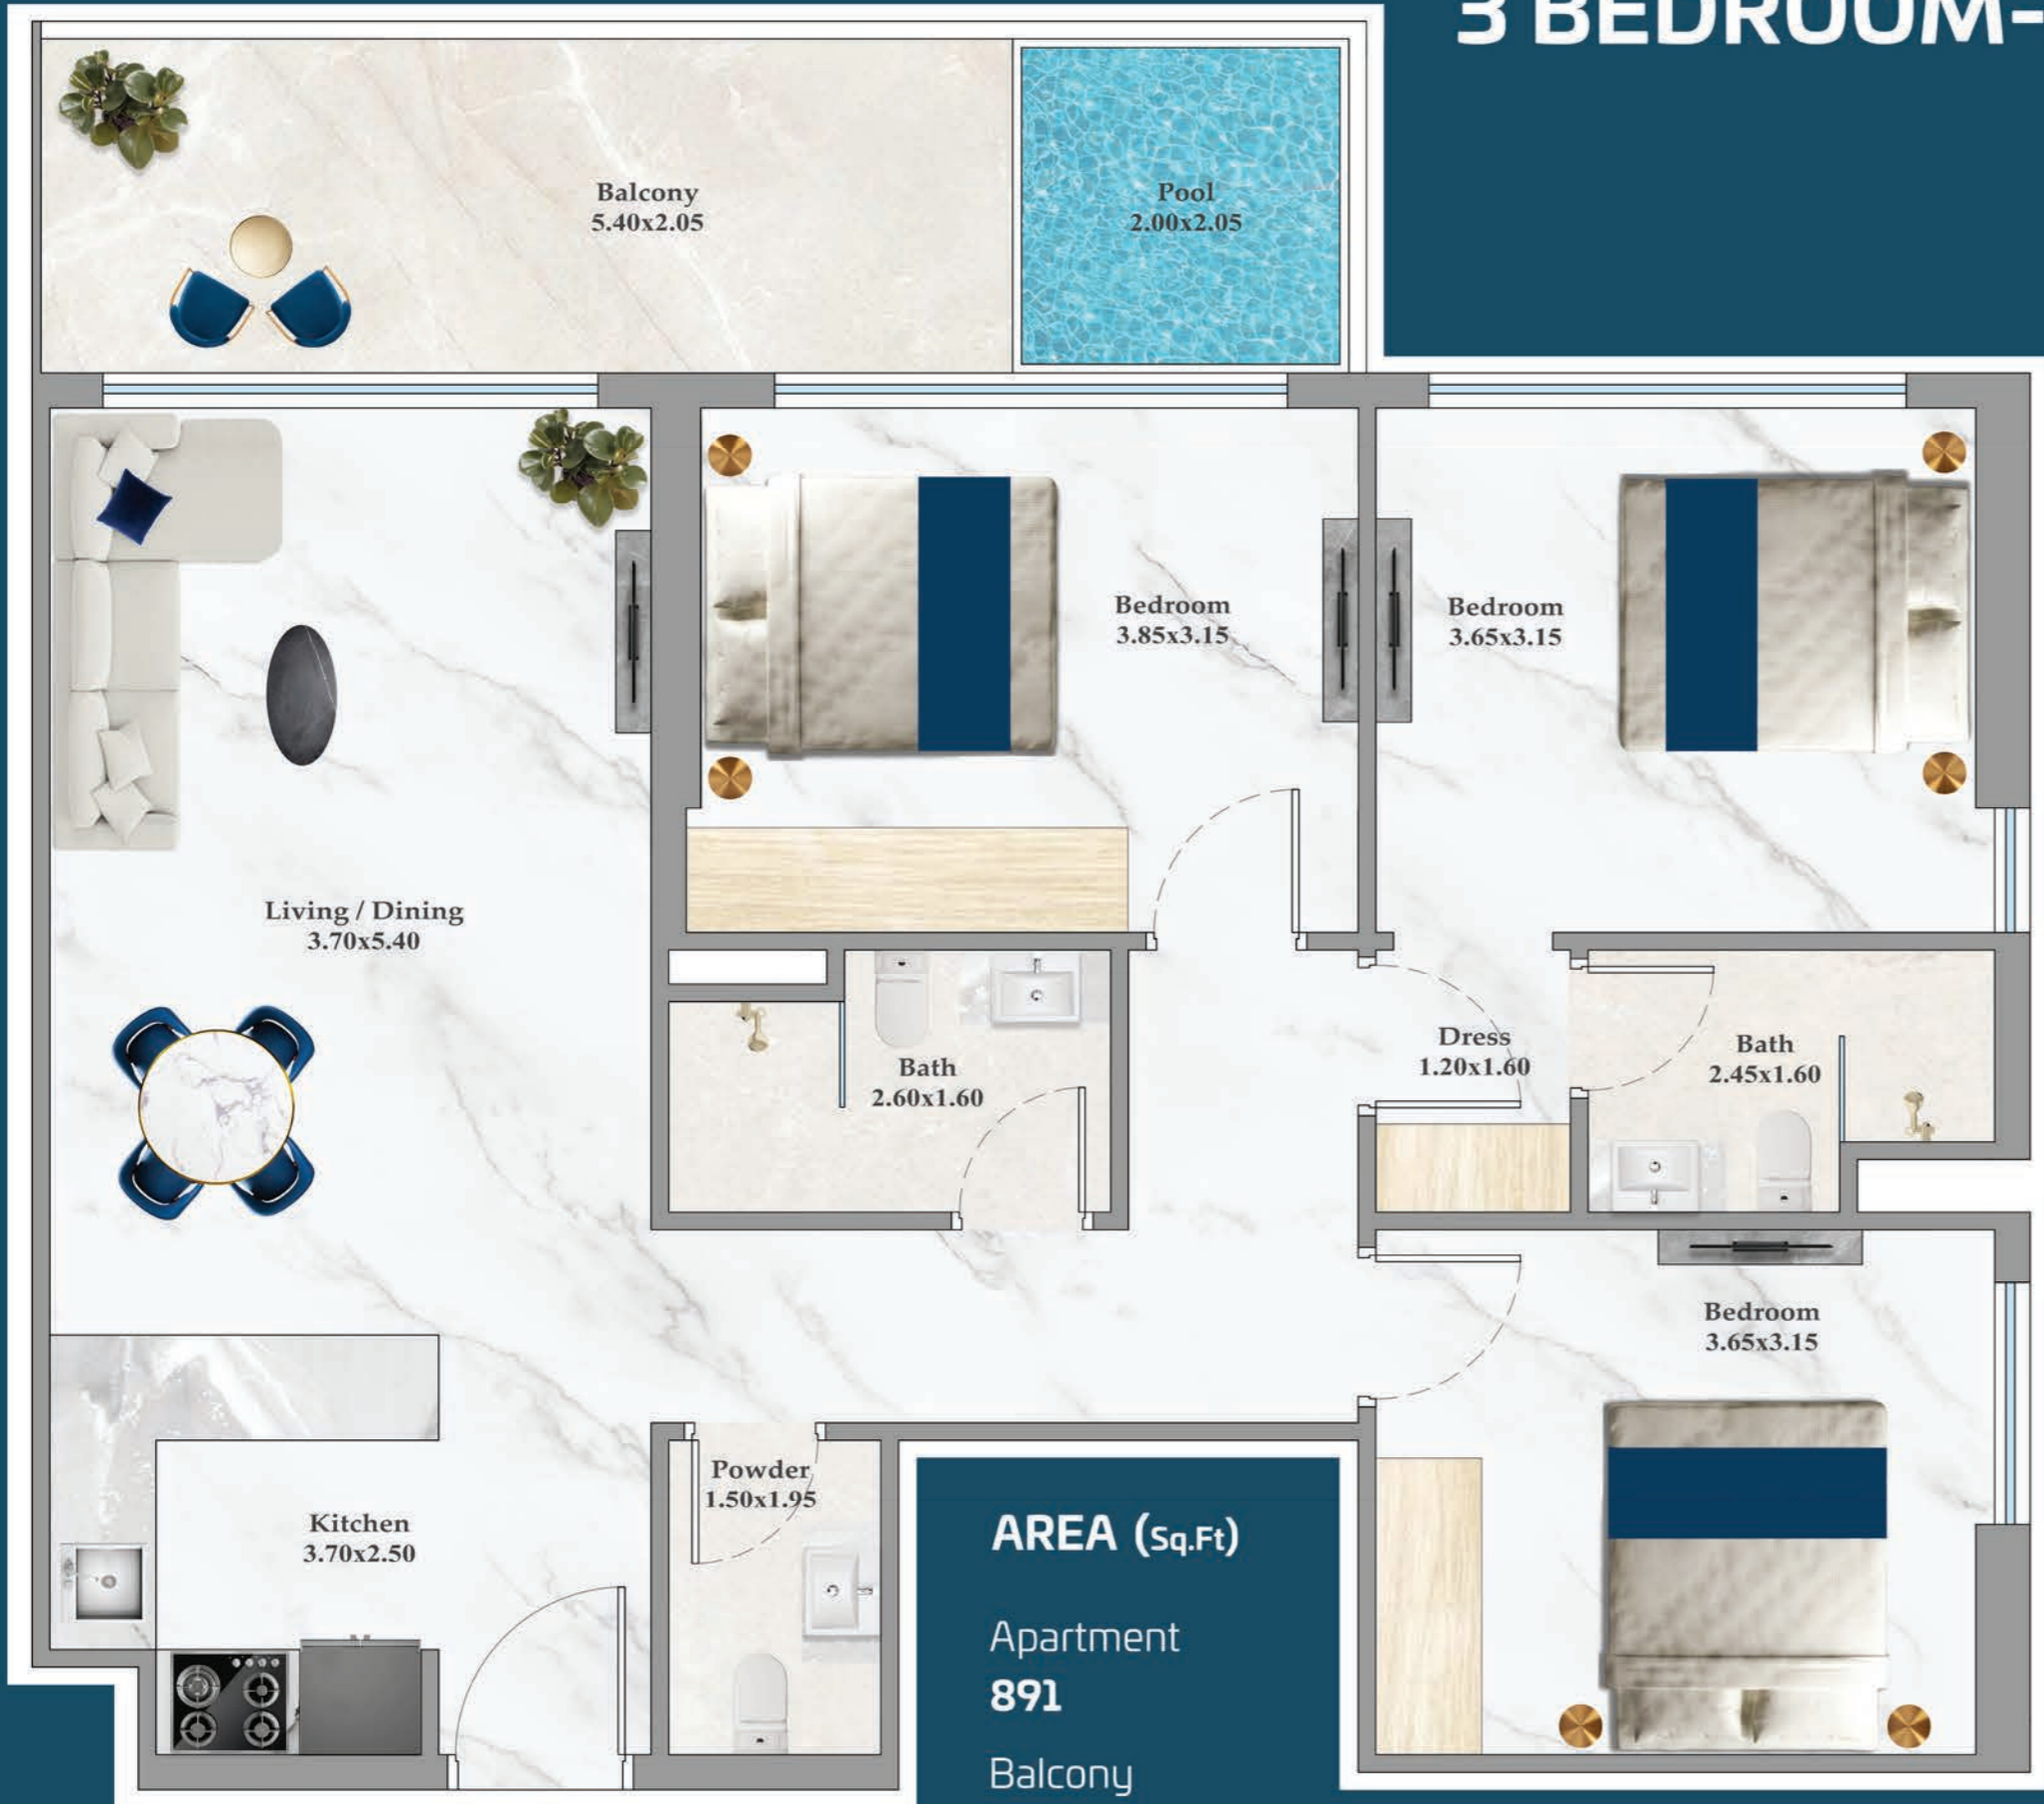 3 BEDROOM-
Balcony
5.40x2.05
Pool
2.00x2.05
Bedroom
3.85x3.15
Bedroom
3.65x3.15
Living / Dining
3.70x5.40
Bath
2.60x1.60
Dress
1.20x1.60
Bath
2.45x1.60
Bedroom
3.65x3.15
Powder
1.50x1.95
Kitchen
3.70x2.50
AREA (Sq.Ft)
Apartment
891
Balcony